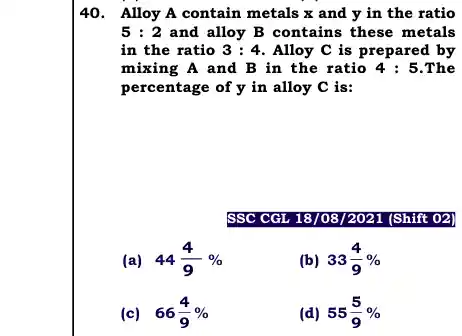 40. Alloy A contain metals x and y in the ratio
5 : 2 and alloy B contains these metals
in the ratio 3 : 4. Alloy C is prepared by
mixing A and B in the ratio 4 : 5.The
percentage of y in alloy C is:
SSC CGL 18/08/2021 (Shift 02)
(a) 44 4/9 % (b) 33 4/9 %
(c) 66 4/9 % (d) 55 5/9 %